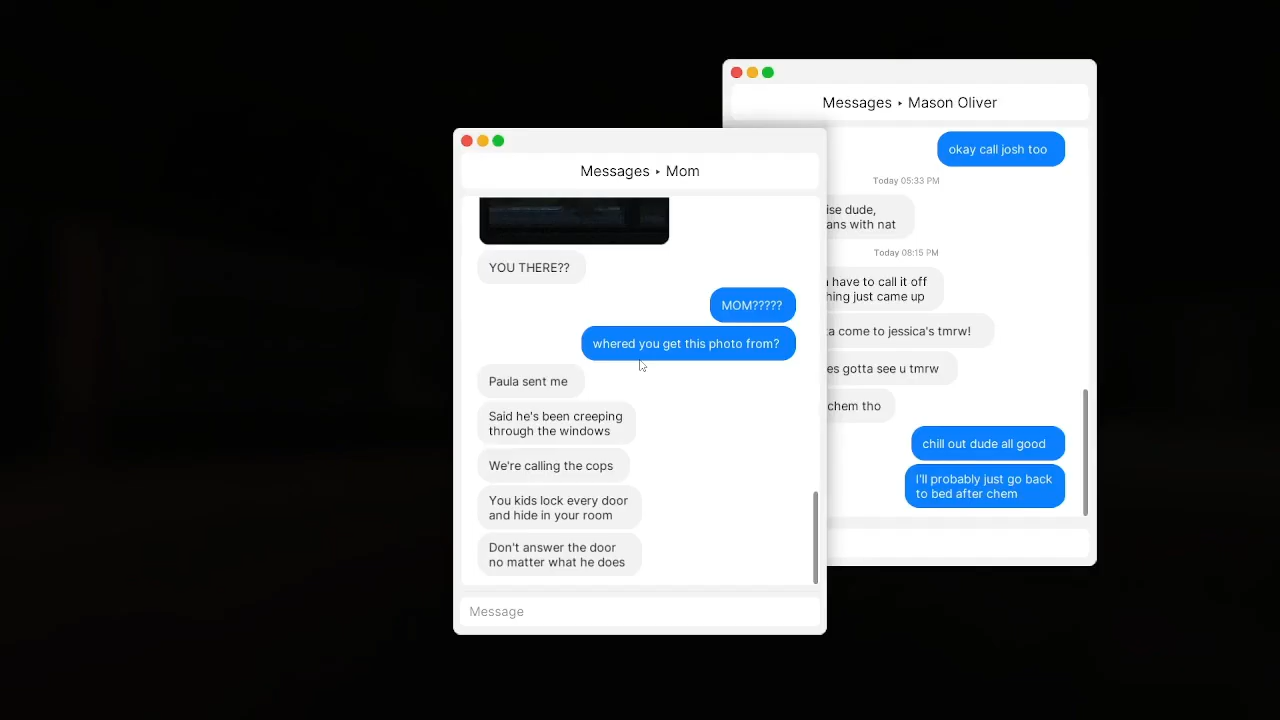 Messages ▸ Mom
YOU THERE??
MOM?????
whered you get this photo from?
Paula sent me
Said he's been creeping
through the windows
We're calling the cops
You kids lock every door
and hide in your room
Don't answer the door
no matter what he does
Message
Messages ▸ Mason Oliver
okay call josh too
Today 05:33 PM
dude,
with nat
Today 08:15 PM
have to call it off
just came up
come to jessica's tmrw!
gotta see u tmrw
chem tho
chill out dude all good
I'll probably just go back
to bed after chem